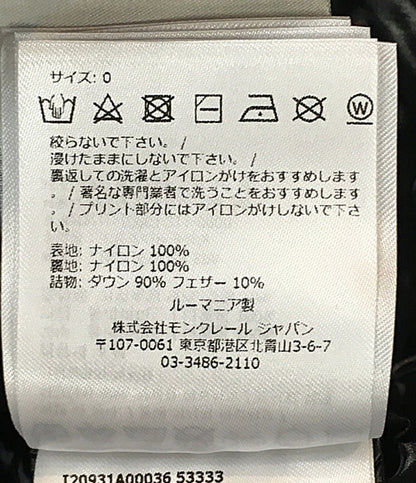 サイズ: 0
W
絞らないで下さい。/
浸けたままにしないで下さい。/
裏返しての洗濯とアイロンがけをおすすめします
。/ 著名な専門業者で洗うことをおすすめします
。/ プリント部分にはアイロンがけしないで下さ
い。
表地: ナイロン 100%
裏地: ナイロン 100%
詰物: ダウン 90% フェザー 10%
ルーマニア製
株式会社モンクレール ジャパン
〒107-0061 東京都港区北青山3-6-7
03-3486-2110
I20931A00036 53333